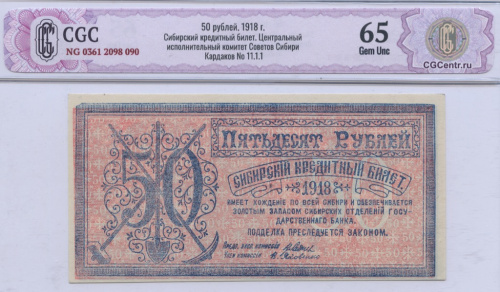 CGC
NG 0361 2098 090
50 рублей, 1918 г.
Сибирский кредитный билет. Центральный
исполнительный комитет Советов Сибири
Кардаков No 11.1.1
65
Gem Unc
CGC
CGCentr.ru
50
Пятьдесят Рублей
Сибирскій Кредитный Билет.
1918
имеет хождение по всей Сибири и обеспечивается
золотым запасом сибирских отделений Госу-
дарственного Банка.
Подделка преследуется законом.